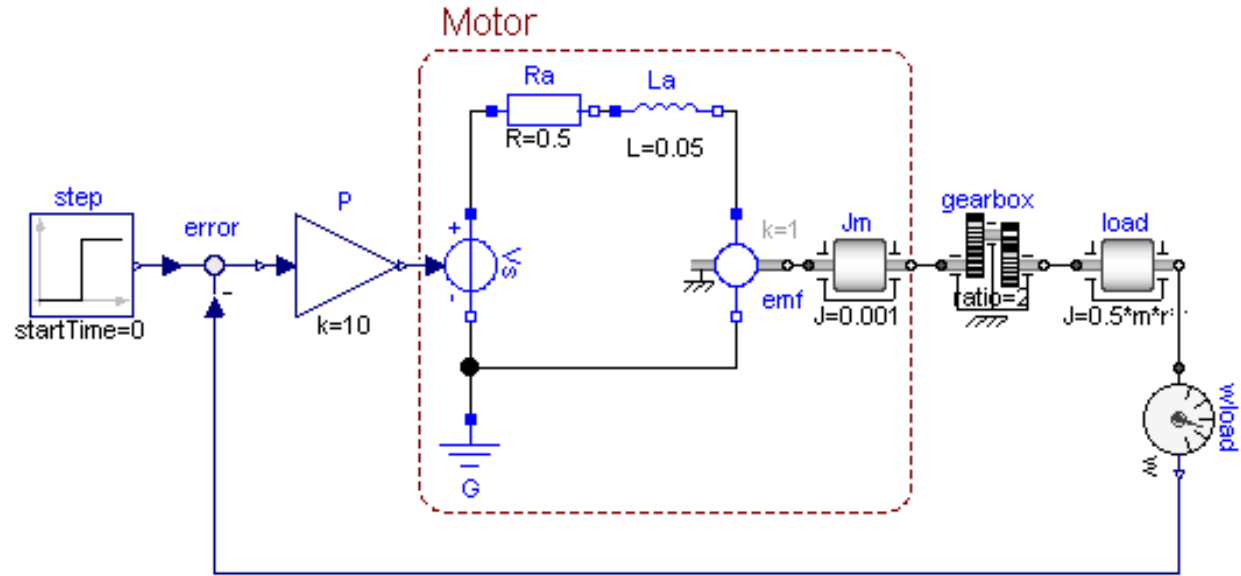 Motor
Ra
La
R=0.5
L=0.05
step
error
P
+
Vs
-
k=1
Jm
gearbox
load
-
emf
startTime=0
k=10
J=0.001
ratio=2
G
wload
w